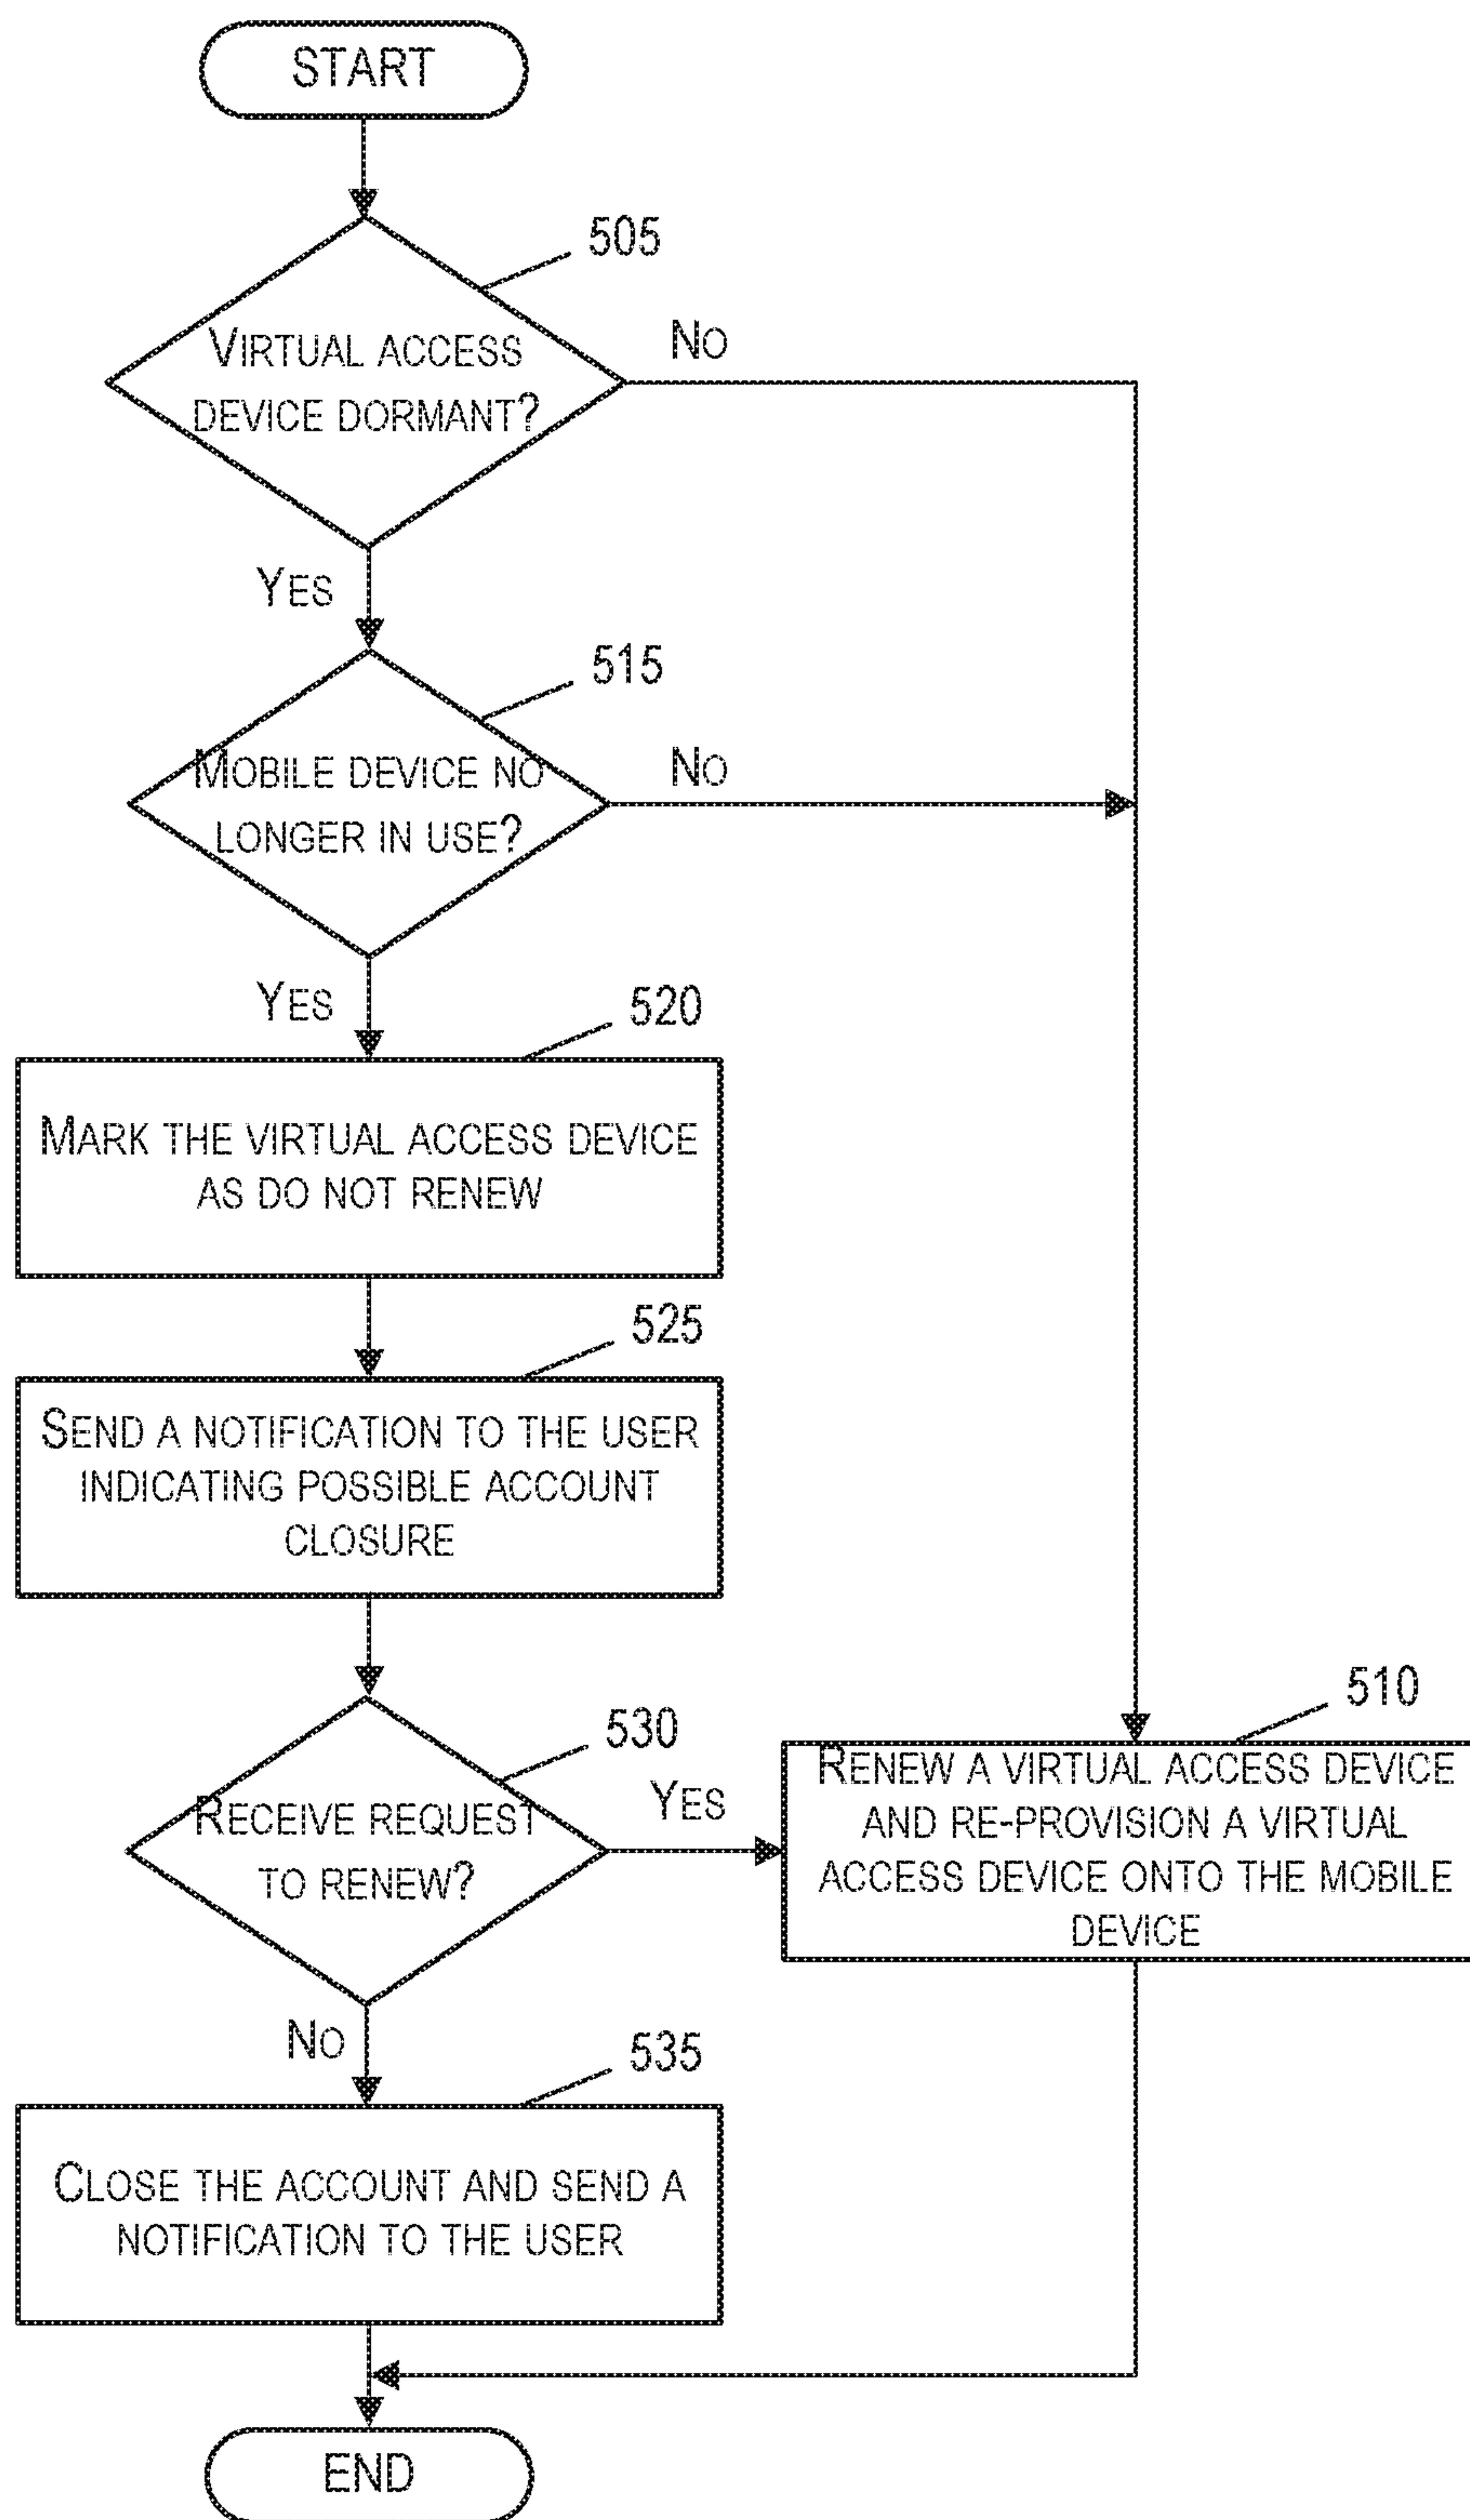 START
505
VIRTUAL ACCESS
DEVICE DORMANT?
NO
YES
515
MOBILE DEVICE NO
LONGER IN USE?
NO
YES
520
MARK THE VIRTUAL ACCESS DEVICE
AS DO NOT RENEW
525
SEND A NOTIFICATION TO THE USER
INDICATING POSSIBLE ACCOUNT
CLOSURE
530
RECEIVE REQUEST
TO RENEW?
YES
510
RENEW A VIRTUAL ACCESS DEVICE
AND RE-PROVISION A VIRTUAL
ACCESS DEVICE ONTO THE MOBILE
DEVICE
NO
535
CLOSE THE ACCOUNT AND SEND A
NOTIFICATION TO THE USER
END